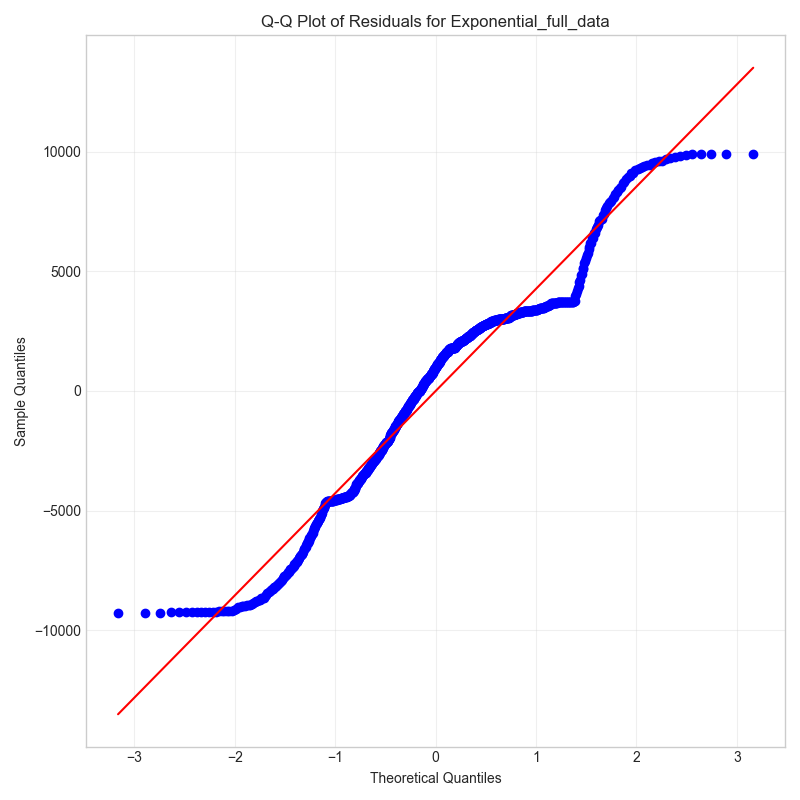 Q-Q Plot of Residuals for Exponential_full_data
10000
5000
0
−5000
−10000
Sample Quantiles
−3 −2 −1 0 1 2 3
Theoretical Quantiles